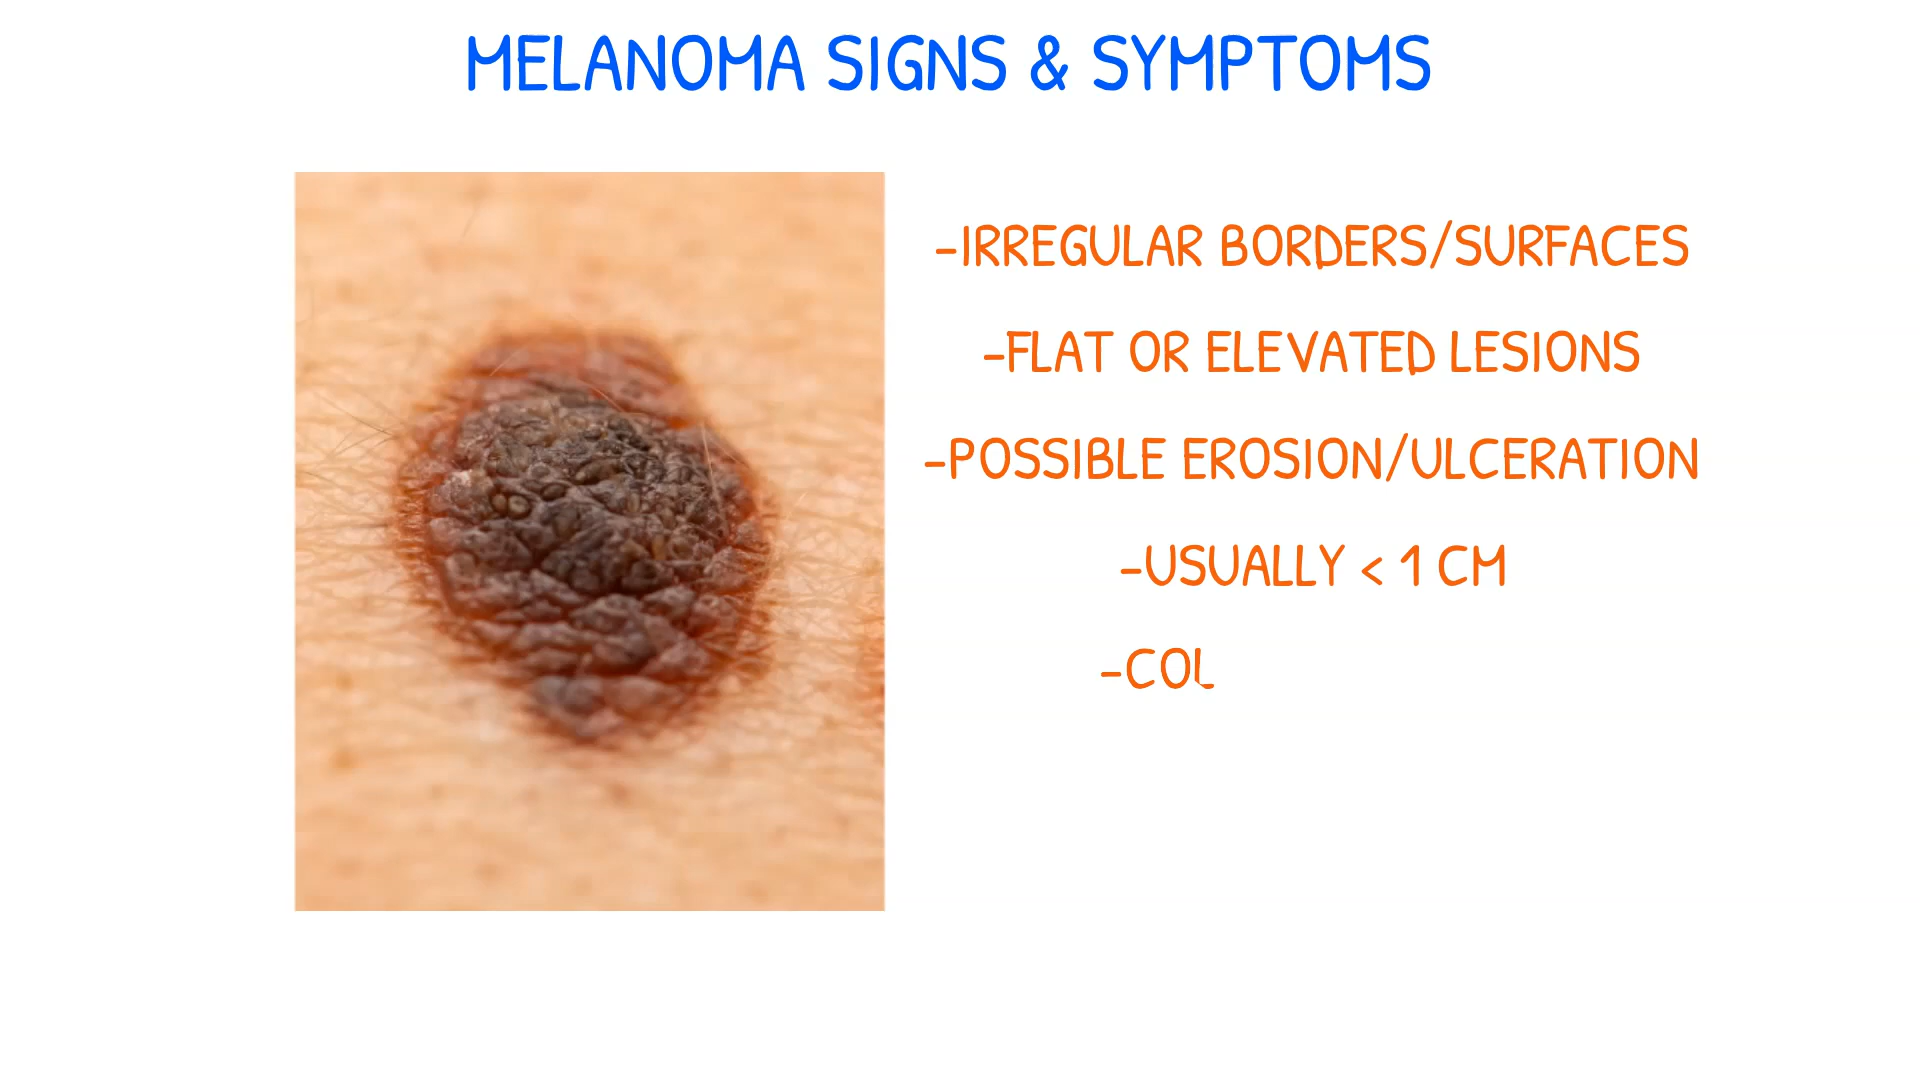 MELANOMA SIGNS & SYMPTOMS
-IRREGULAR BORDERS/SURFACES
-FLAT OR ELEVATED LESIONS
-POSSIBLE EROSION/ULCERATION
-USUALLY < 1 CM
-COL